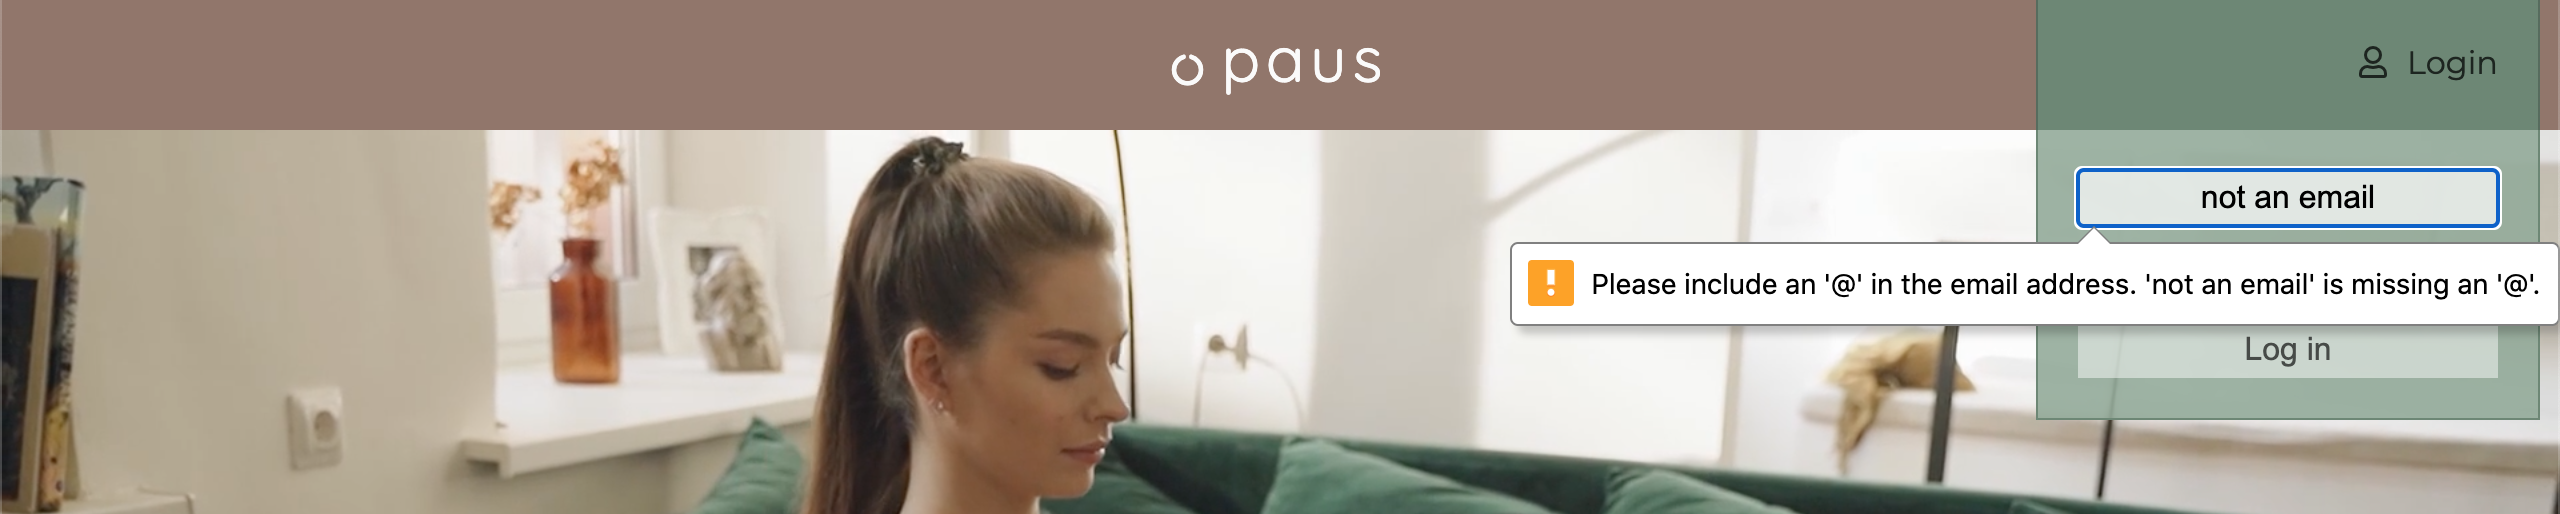 paus
Login
not an email
Please include an '@' in the email address. 'not an email' is missing an '@'.
Log in